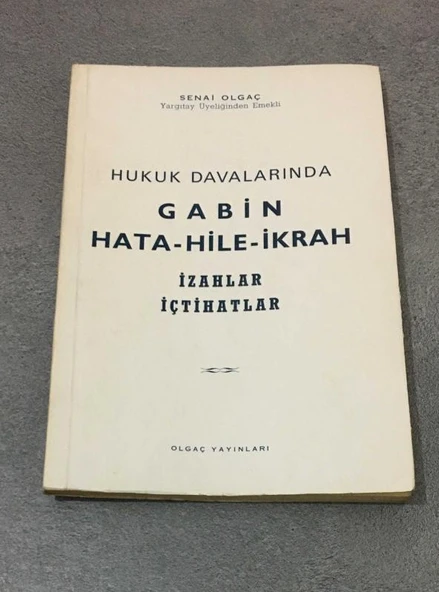 SENAİ OLGAÇ
Yargıtay Üyeliğinden Emekli
HUKUK DAVALARINDA
GABİN
HATA-HİLE-İKRAH
İZAHLAR
İÇTİHATLAR
OLGAÇ YAYINLARI